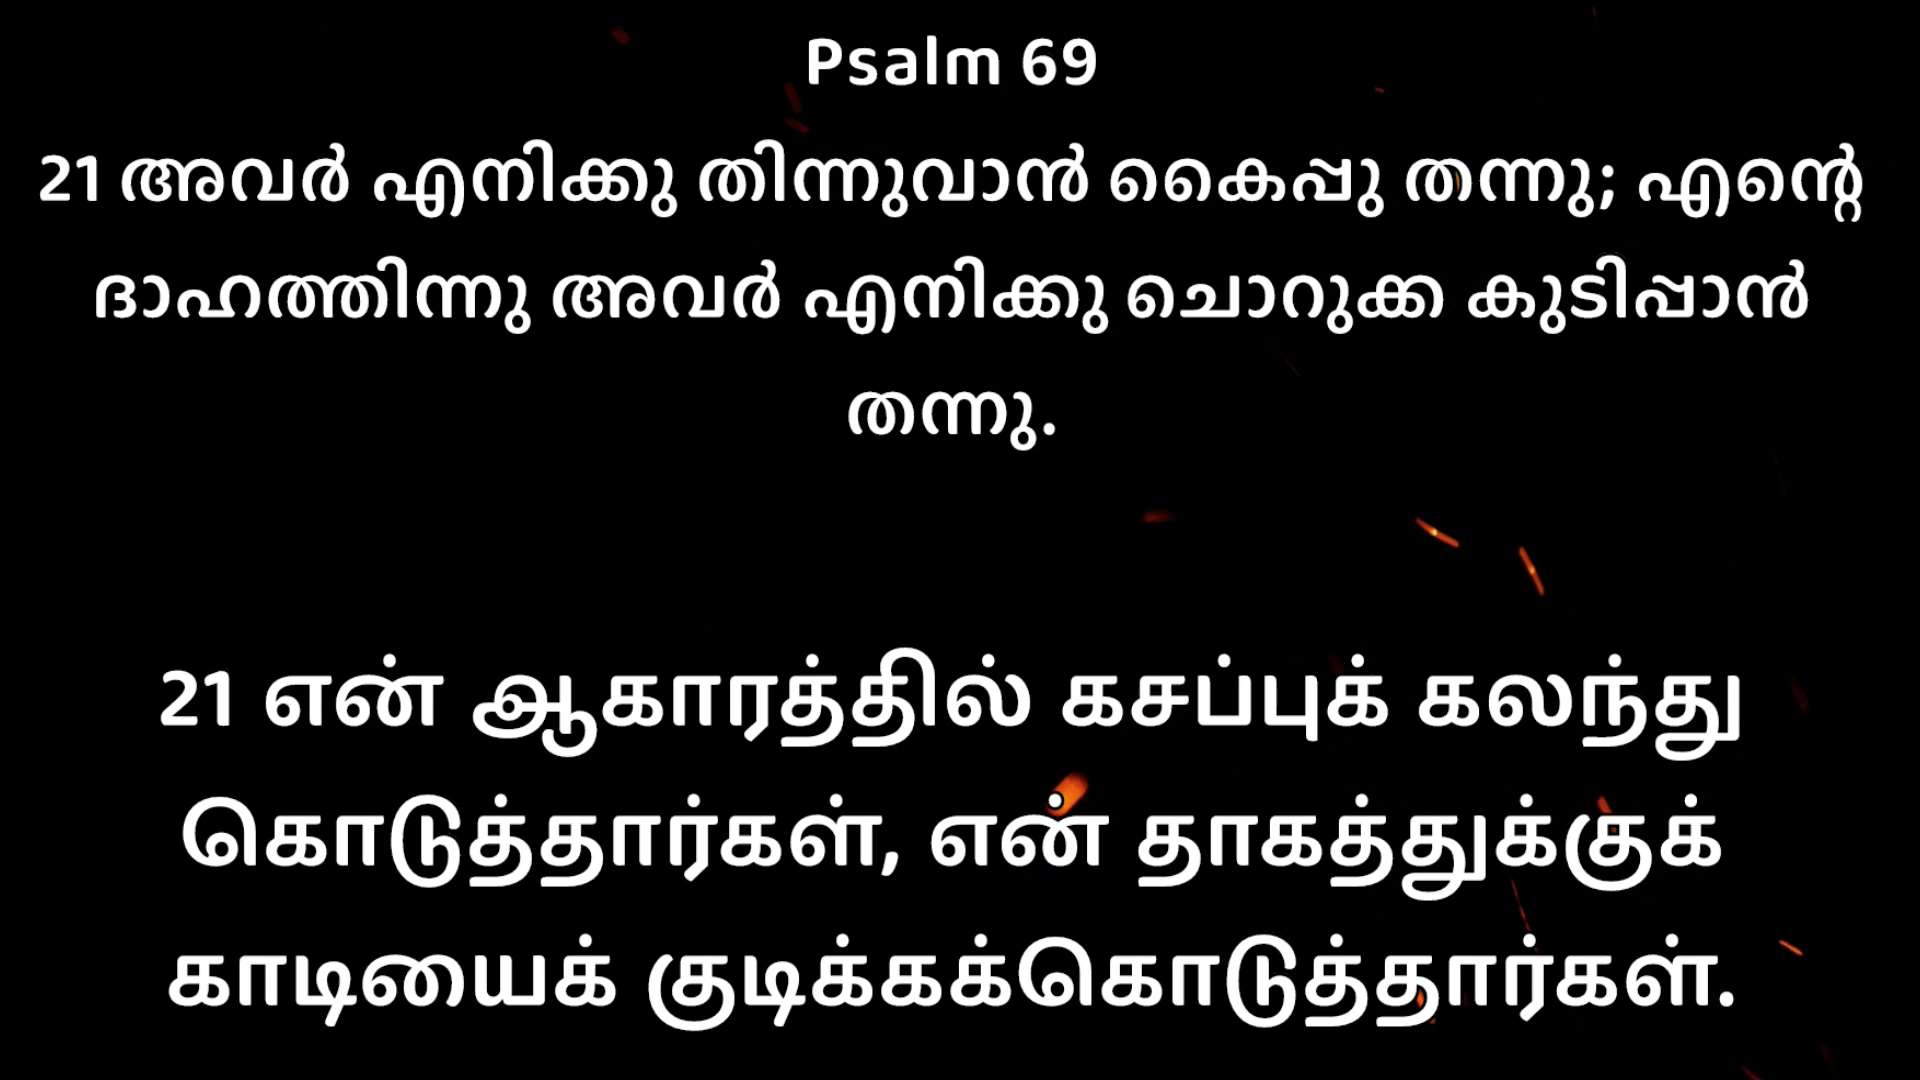 Psalm 69
21 അവർ എനിക്കു തിന്നുവാൻ കൈപ്പു തന്നു; എന്റെ
ദാഹത്തിന്നു അവർ എനിക്കു ചൊറുക്ക കുടിപ്പാൻ
തന്നു.
21 என் ஆகாரத்தில் கசப்புக் கலந்து
கொடுத்தார்கள், என் தாகத்துக்குக்
காடியைக் குடிக்கக்கொடுத்தார்கள்.